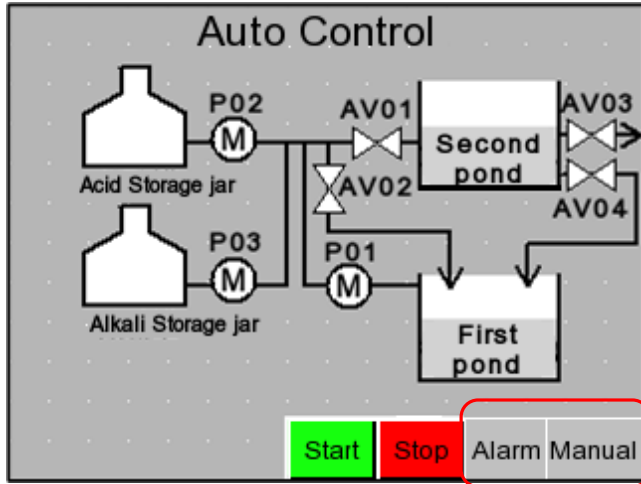 Auto Control
P02
AV01
AV03
M
Second
pond
Acid Storage jar
AV02
AV04
P03
P01
M
M
Alkali Storage jar
First
pond
Start
Stop
Alarm
Manual